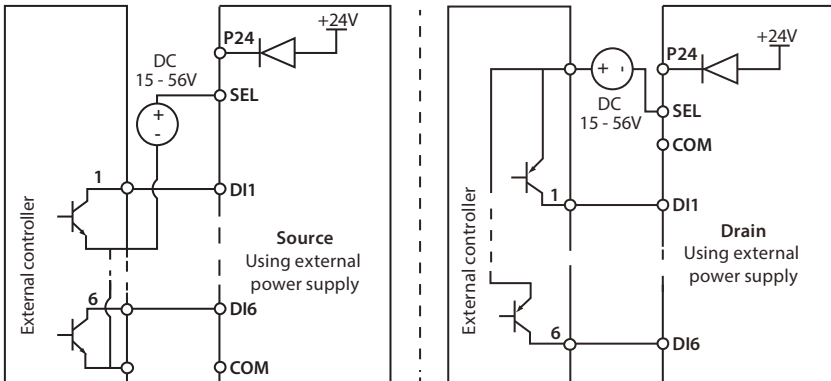 +24V
P24
DC
15 - 56V
SEL
+
-
1
DI1
External controller
Source
Using external
power supply
6
DI6
COM
+24V
P24
+ -
DC
15 - 56V
SEL
COM
1
DI1
External controller
Drain
Using external
power supply
6
DI6